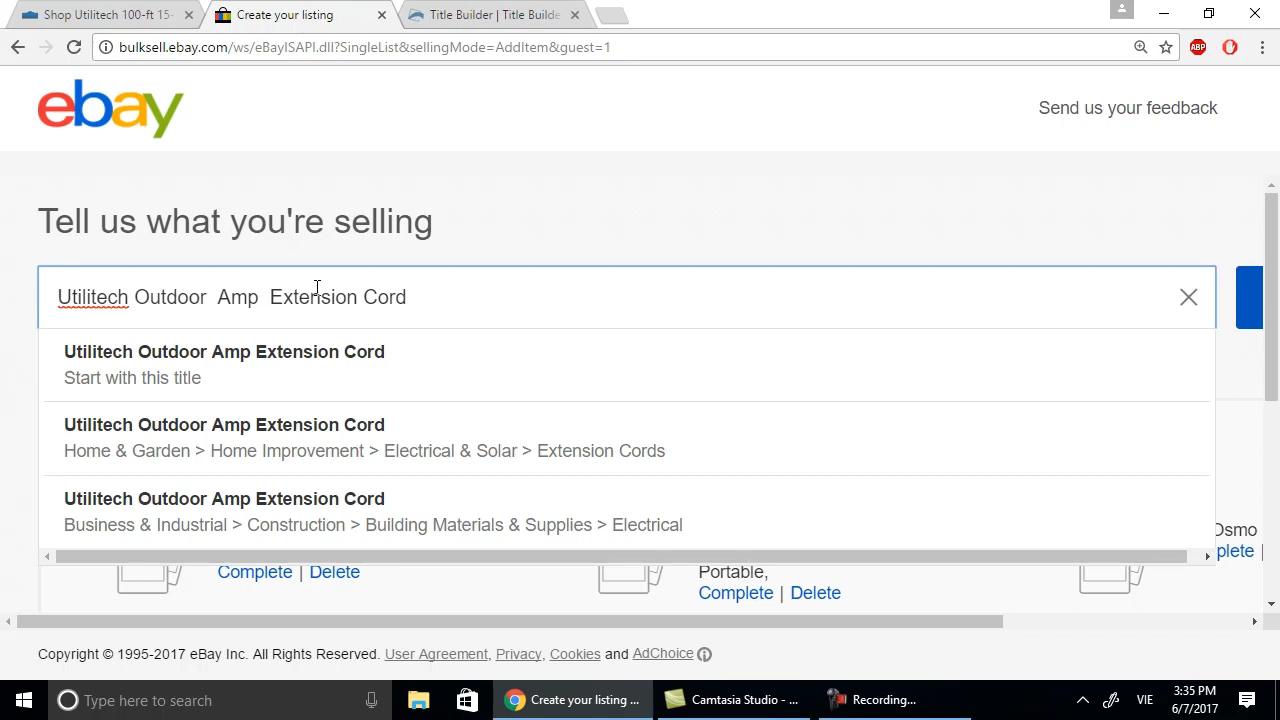 Shop Utilitech 100-ft 15-
Create your listing
Title Builder | Title Builde
bulksell.ebay.com/ws/eBayISAPI.dll?SingleList&sellingMode=AddItem&guest=1
ABP
ebay
Send us your feedback
Tell us what you're selling
Utilitech Outdoor  Amp  Extension Cord
Utilitech Outdoor Amp Extension Cord
Start with this title
Utilitech Outdoor Amp Extension Cord
Home & Garden > Home Improvement > Electrical & Solar > Extension Cords
Utilitech Outdoor Amp Extension Cord
Business & Industrial > Construction > Building Materials & Supplies > Electrical
Osmo
plete |
Complete | Delete
Portable,
Complete | Delete
Copyright © 1995-2017 eBay Inc. All Rights Reserved. User Agreement, Privacy, Cookies and AdChoice
Type here to search
Create your listing ...
Camtasia Studio - ...
Recording...
VIE
3:35 PM
6/7/2017